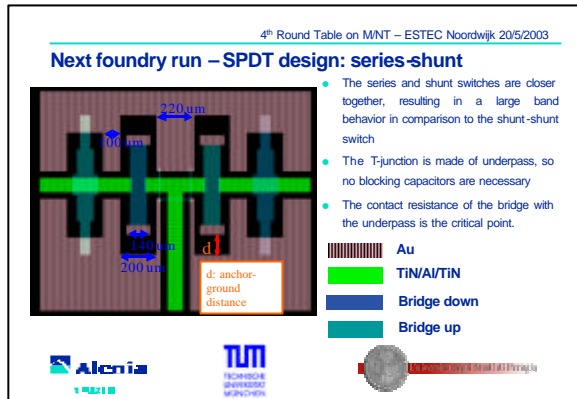 4th Round Table on M/NT – ESTEC Noordwijk 20/5/2003
Next foundry run – SPDT design: series-shunt
220 um
100 um
140 um
200 um
d
d: anchor-
ground
distance
The series and shunt switches are closer
together, resulting in a large band
behavior in comparison to the shunt-shunt
switch
The T-junction is made of underpass, so
no blocking capacitors are necessary
The contact resistance of the bridge with
the underpass is the critical point.
Au
TiN/Al/TiN
Bridge down
Bridge up
Alenia
TUM
TECHNISCHE
UNIVERSITÄT
MÜNCHEN